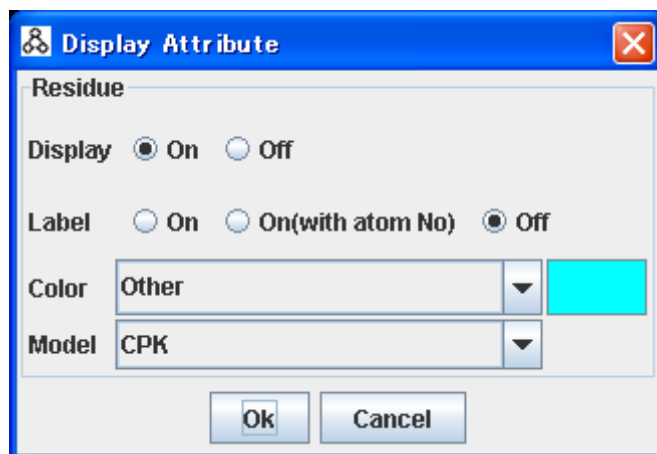 Display Attribute
Residue
Display On Off
Label On On(with atom No) Off
Color Other
Model CPK
Ok Cancel